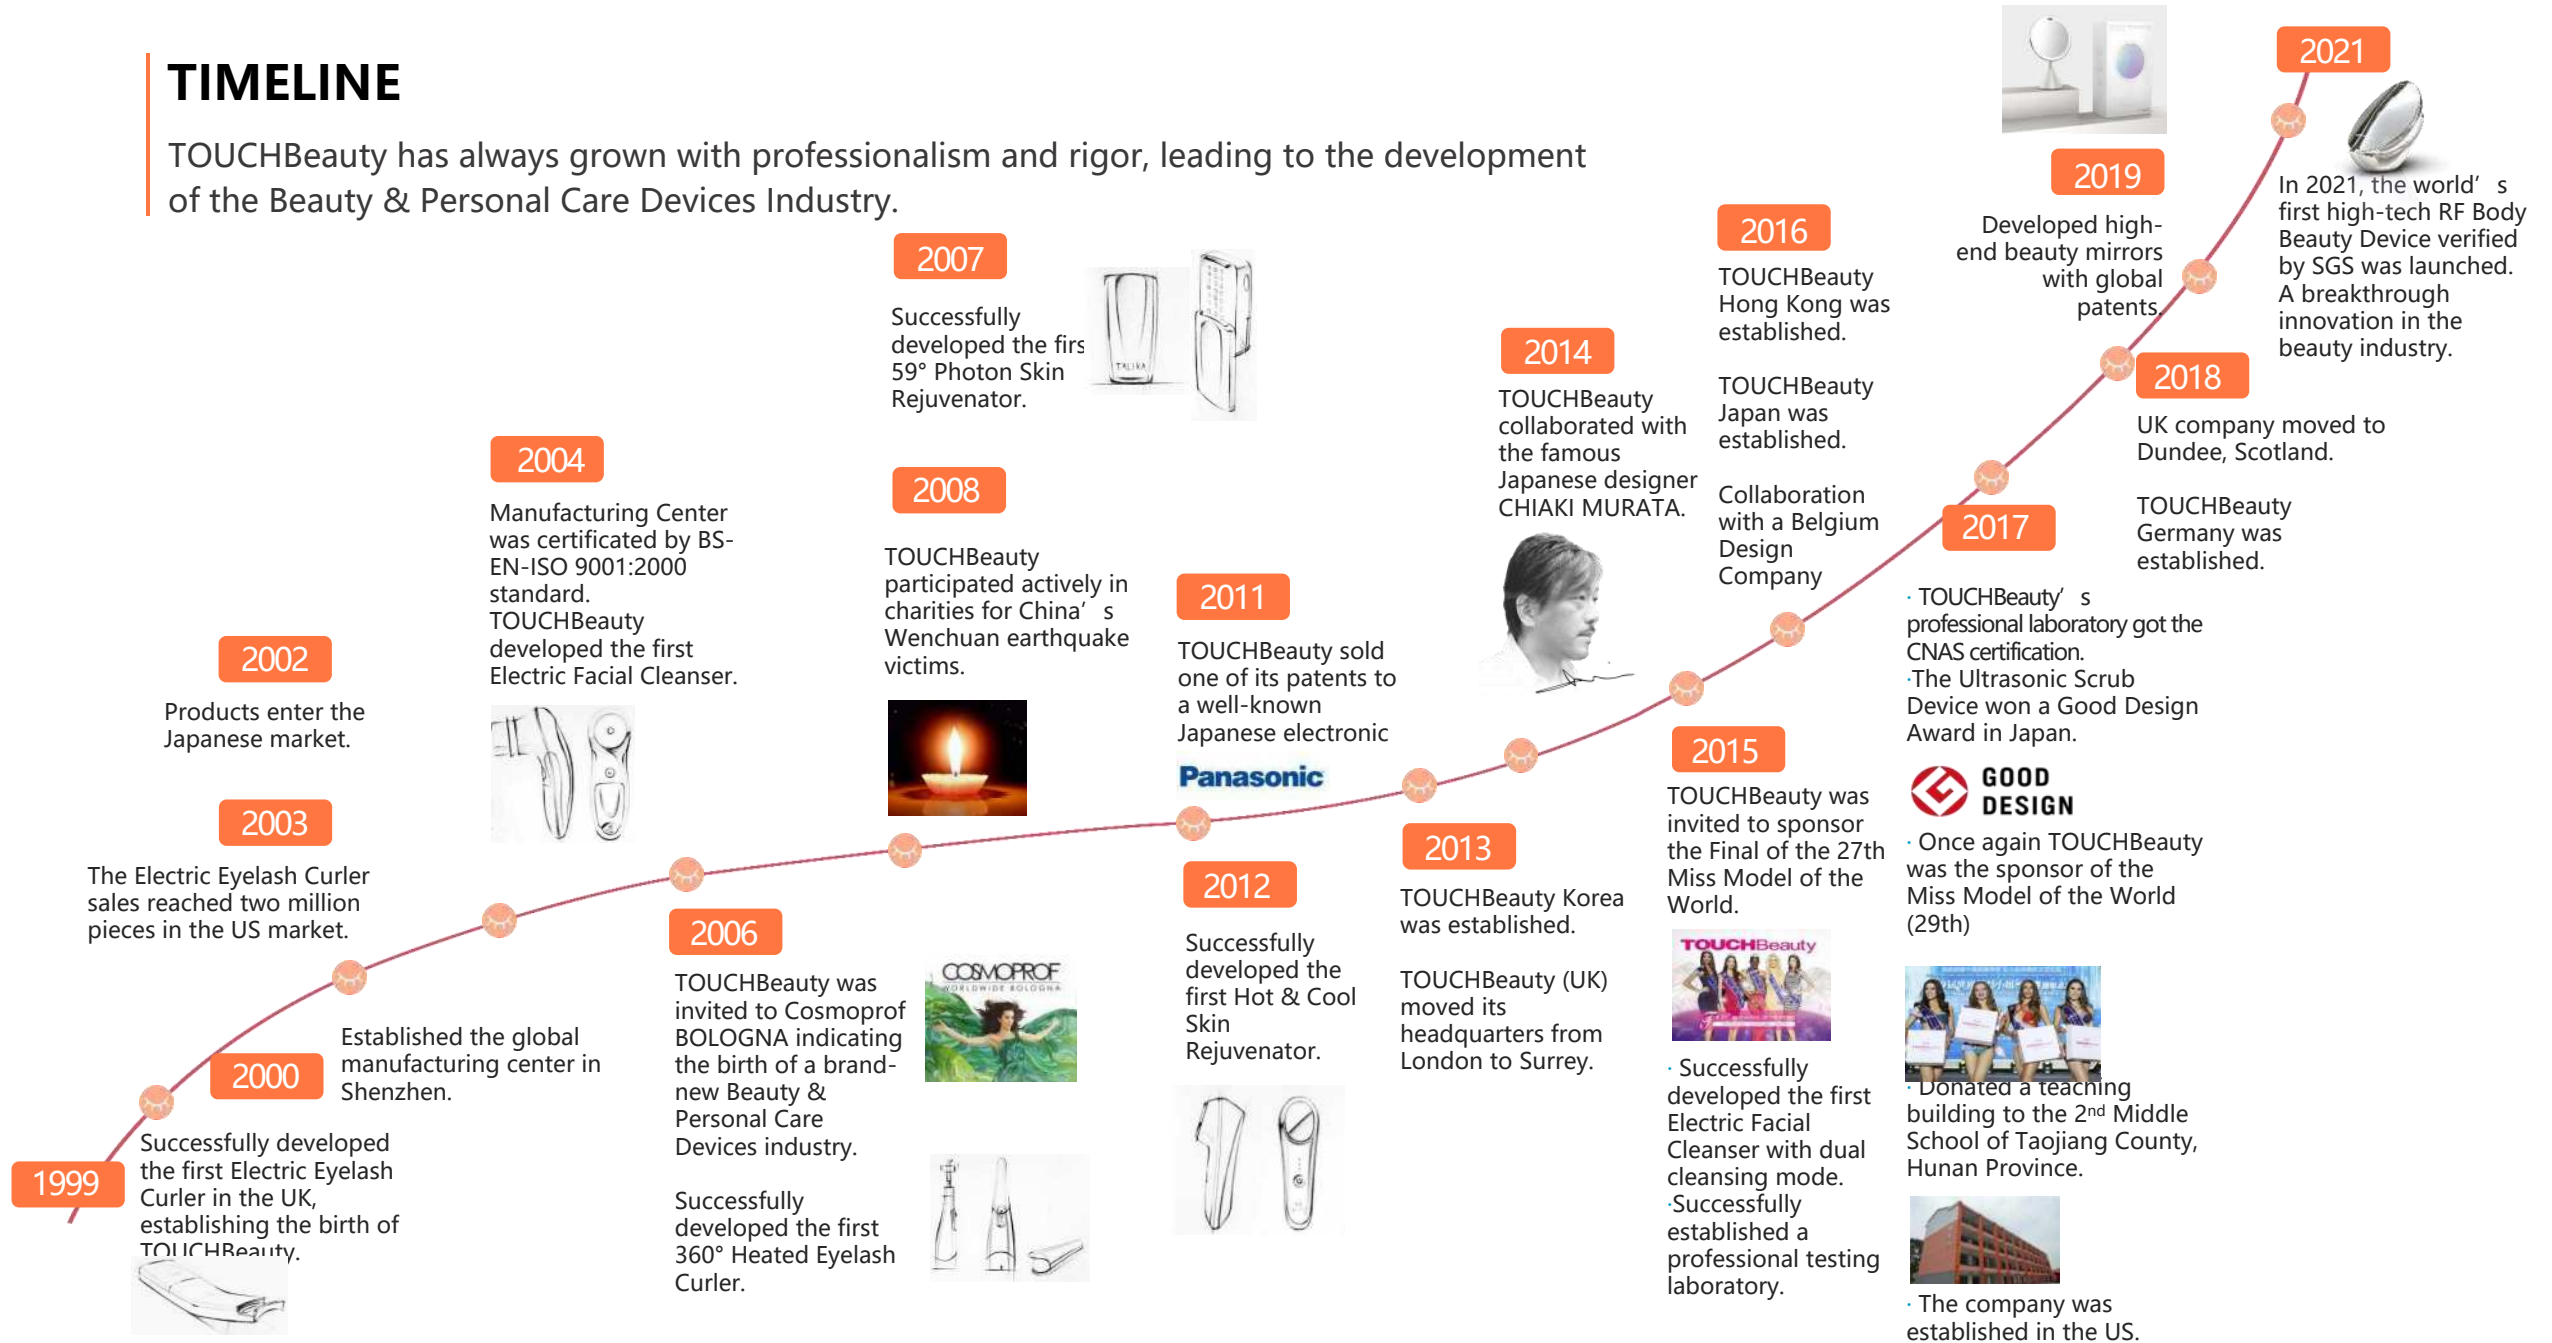 TIMELINE
TOUCHBeauty has always grown with professionalism and rigor, leading to the development
of the Beauty & Personal Care Devices Industry.
1999
Successfully developed
the first Electric Eyelash
Curler in the UK,
establishing the birth of
TOUCHBeauty.
2000
Established the global
manufacturing center in
Shenzhen.
2002
Products enter the
Japanese market.
2003
The Electric Eyelash Curler
sales reached two million
pieces in the US market.
2004
Manufacturing Center
was certificated by BS-
EN-ISO 9001:2000
standard.
TOUCHBeauty
developed the first
Electric Facial Cleanser.
2006
TOUCHBeauty was
invited to Cosmoprof
BOLOGNA indicating
the birth of a brand-
new Beauty &
Personal Care
Devices industry.
Successfully
developed the first
360° Heated Eyelash
Curler.
COSMOPROF
WORLDWIDE BOLOGNA
2007
Successfully
developed the firs
59° Photon Skin
Rejuvenator.
TALIKA
2008
TOUCHBeauty
participated actively in
charities for China’s
Wenchuan earthquake
victims.
2011
TOUCHBeauty sold
one of its patents to
a well-known
Japanese electronic
Panasonic
2012
Successfully
developed the
first Hot & Cool
Skin
Rejuvenator.
2013
TOUCHBeauty Korea
was established.
TOUCHBeauty (UK)
moved its
headquarters from
London to Surrey.
2014
TOUCHBeauty
collaborated with
the famous
Japanese designer
CHIAKI MURATA.
2015
TOUCHBeauty was
invited to sponsor
the Final of the 27th
Miss Model of the
World.
TOUCHBeauty
· Successfully
developed the first
Electric Facial
Cleanser with dual
cleansing mode.
·Successfully
established a
professional testing
laboratory.
2016
TOUCHBeauty
Hong Kong was
established.
TOUCHBeauty
Japan was
established.
Collaboration
with a Belgium
Design
Company
2017
· TOUCHBeauty’s
professional laboratory got the
CNAS certification.
·The Ultrasonic Scrub
Device won a Good Design
Award in Japan.
GOOD
DESIGN
· Once again TOUCHBeauty
was the sponsor of the
Miss Model of the World
(29th)
· Donated a teaching
building to the 2nd Middle
School of Taojiang County,
Hunan Province.
· The company was
established in the US.
2018
UK company moved to
Dundee, Scotland.
TOUCHBeauty
Germany was
established.
2019
Developed high-
end beauty mirrors
with global
patents.
2021
In 2021, the world’s
first high-tech RF Body
Beauty Device verified
by SGS was launched.
A breakthrough
innovation in the
beauty industry.